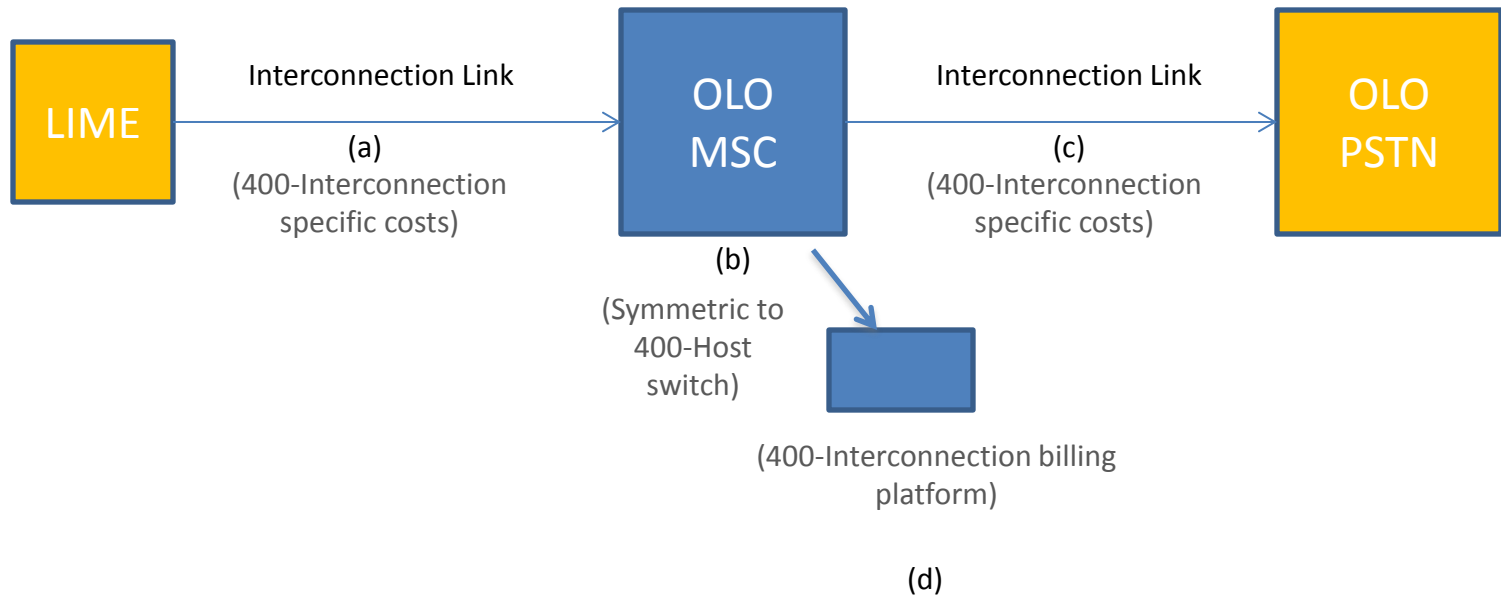 LIME
Interconnection Link
(a)
(400-Interconnection
specific costs)
OLO
MSC
(b)
(Symmetric to
400-Host
switch)
Interconnection Link
(c)
(400-Interconnection
specific costs)
OLO
PSTN
(400-Interconnection billing
platform)
(d)